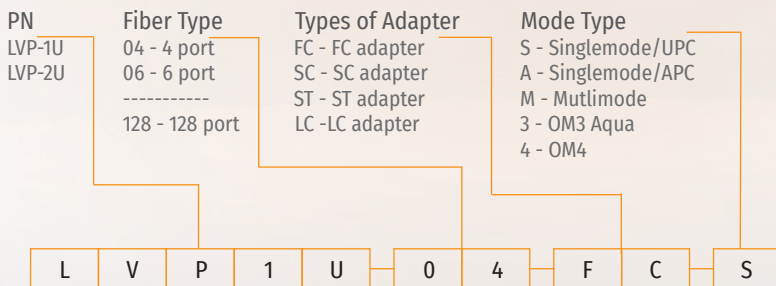 PN
LVP-1U
LVP-2U
Fiber Type
04 - 4 port
06 - 6 port
-----------
128 - 128 port
Types of Adapter
FC - FC adapter
SC - SC adapter
ST - ST adapter
LC -LC adapter
Mode Type
S - Singlemode/UPC
A - Singlemode/APC
M - Mutlimode
3 - OM3 Aqua
4 - OM4
L V P 1 U 0 4 F C S